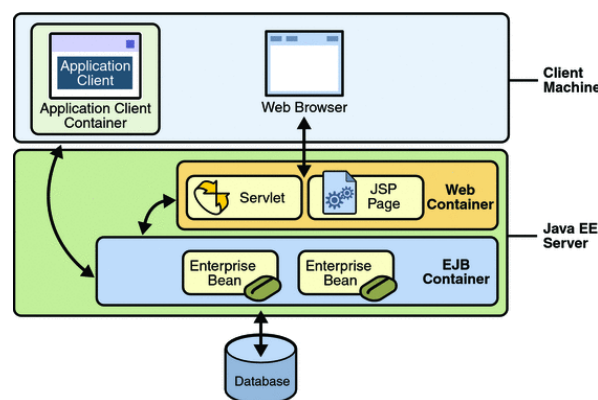 Application
Client
Application Client
Container
Web Browser
Client
Machine
Servlet
JSP
Page
Web
Container
Java EE
Server
Enterprise
Bean
Enterprise
Bean
EJB
Container
Database